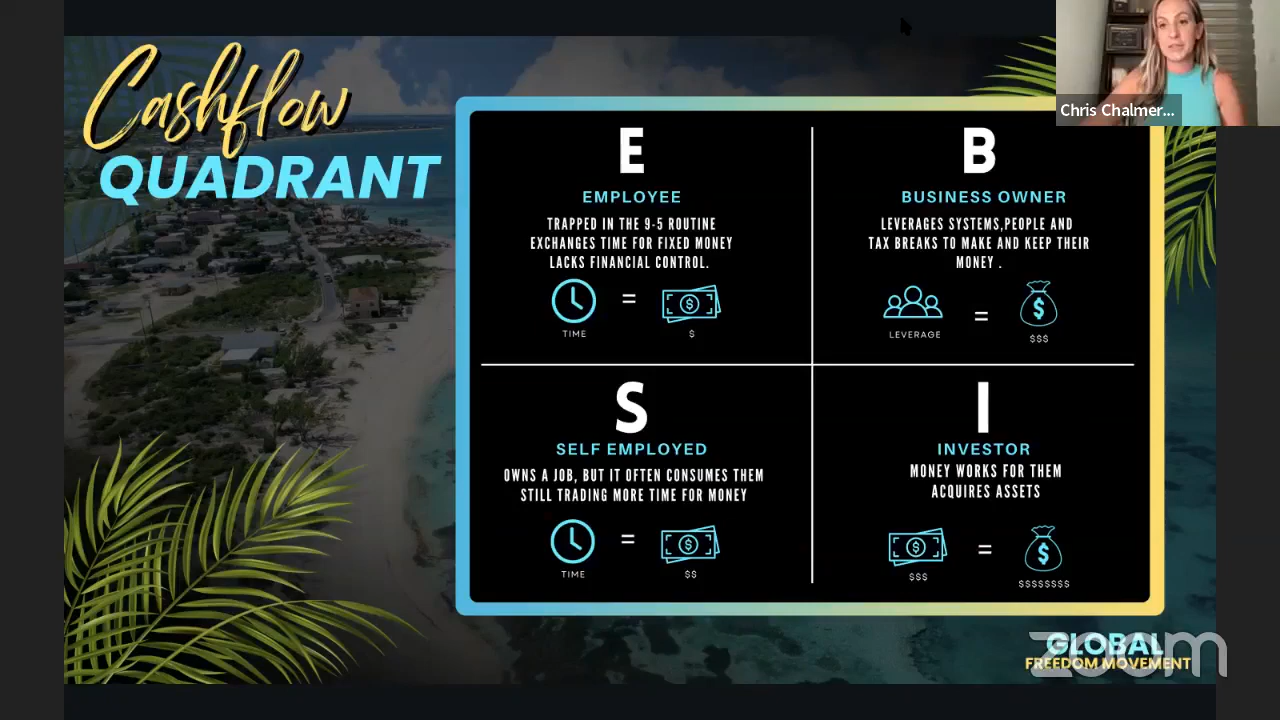 Cashflow
QUADRANT
Chris Chalmer...
E
EMPLOYEE
TRAPPED IN THE 9-5 ROUTINE
EXCHANGES TIME FOR FIXED MONEY
LACKS FINANCIAL CONTROL.
=
TIME
$
B
BUSINESS OWNER
LEVERAGES SYSTEMS,PEOPLE AND
TAX BREAKS TO MAKE AND KEEP THEIR
MONEY .
=
LEVERAGE
$$$
S
SELF EMPLOYED
OWNS A JOB, BUT IT OFTEN CONSUMES THEM
STILL TRADING MORE TIME FOR MONEY
=
TIME
$$
I
INVESTOR
MONEY WORKS FOR THEM
ACQUIRES ASSETS
=
$$$
$$$$$$$$
GLOBAL
FREEDOM MOVEMENT
zoom